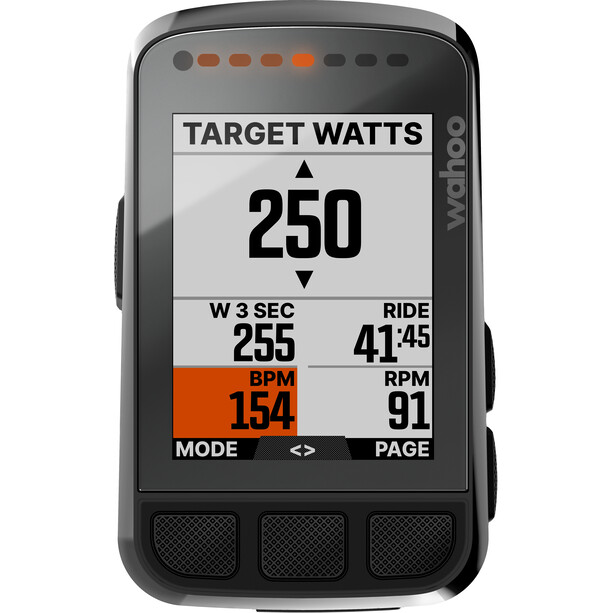 TARGET WATTS
250
W 3 SEC RIDE
255 41:45
BPM RPM
154 91
MODE <> PAGE
wahoo